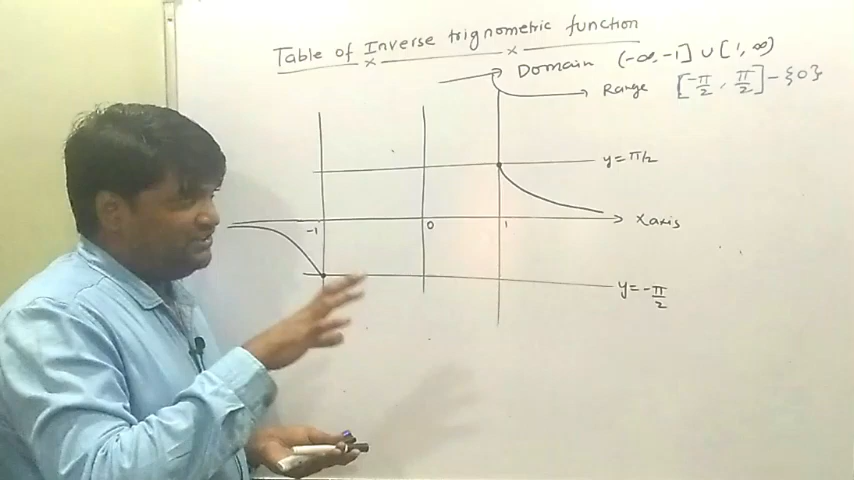 Table of Inverse trignometric function
Domain (-∞, -1] ∪ [1, ∞)
Range [-π/2, π/2] - {0}
y = π/2
-1 0 1 x axis
y = -π/2